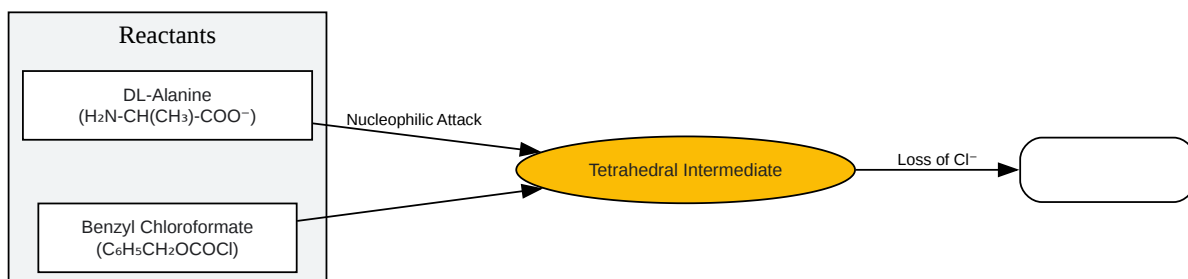 Reactants
DL-Alanine
(H₂N-CH(CH₃)-COO⁻)
Nucleophilic Attack
Tetrahedral Intermediate
Loss of Cl⁻
Benzyl Chloroformate
(C₆H₅CH₂OCOCl)